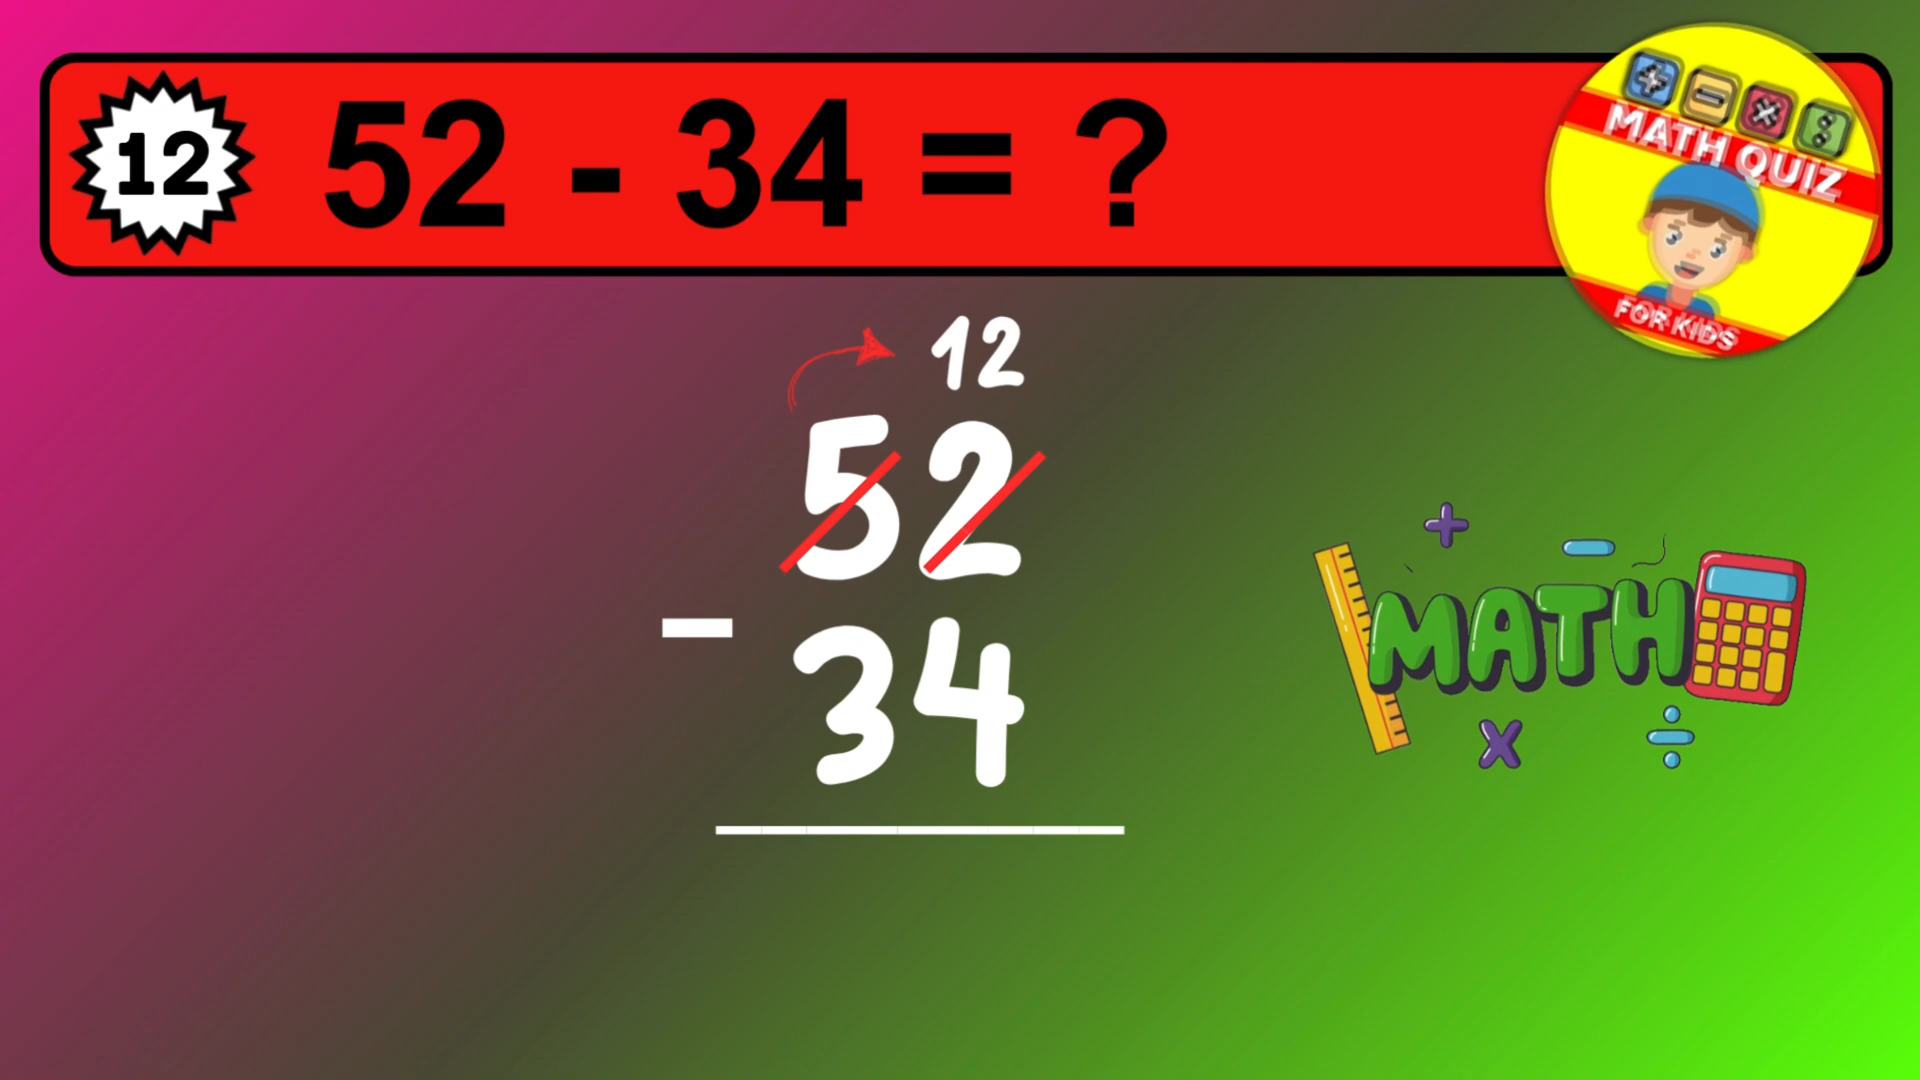 12 52 - 34 = ?
MATH QUIZ
FOR KIDS
12
52
- 34
MATH